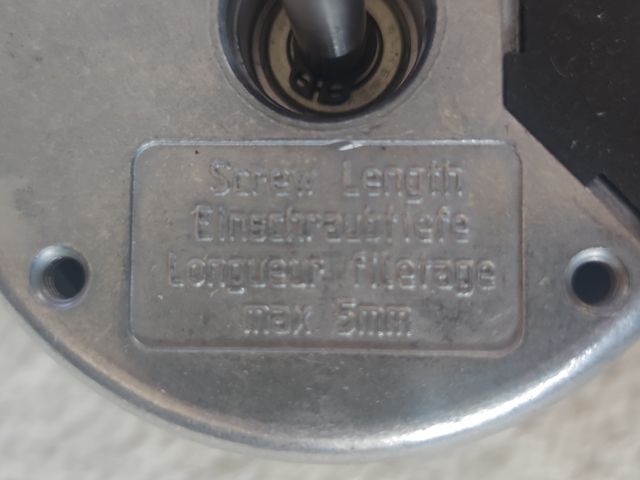 Screw Length
Einschraubtiefe
Longueur filetage
max 5mm